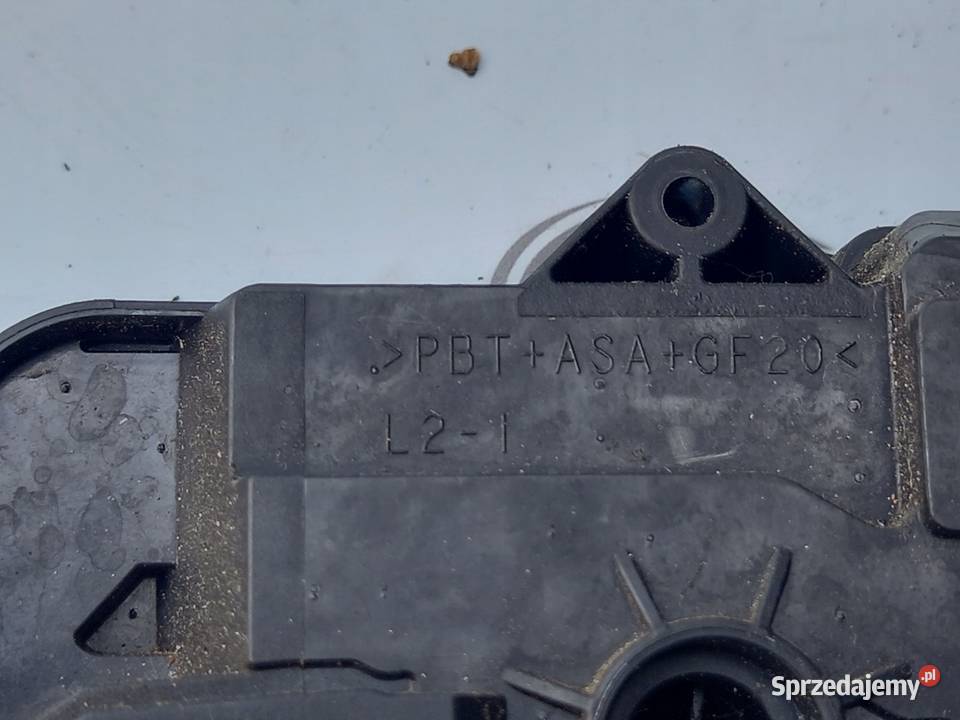 >PBT+ASA+GF20<
L2-1
Sprzedajemy.pl